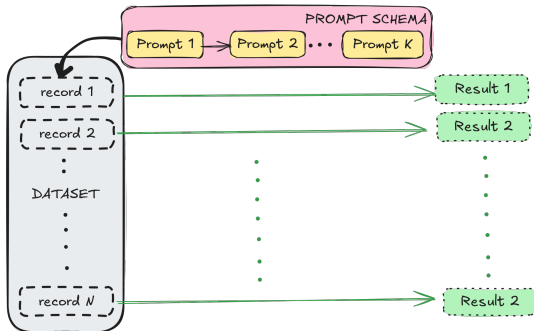 PROMPT SCHEMA
Prompt 1
Prompt 2
Prompt K
record 1
Result 1
record 2
Result 2
DATASET
record N
Result 2